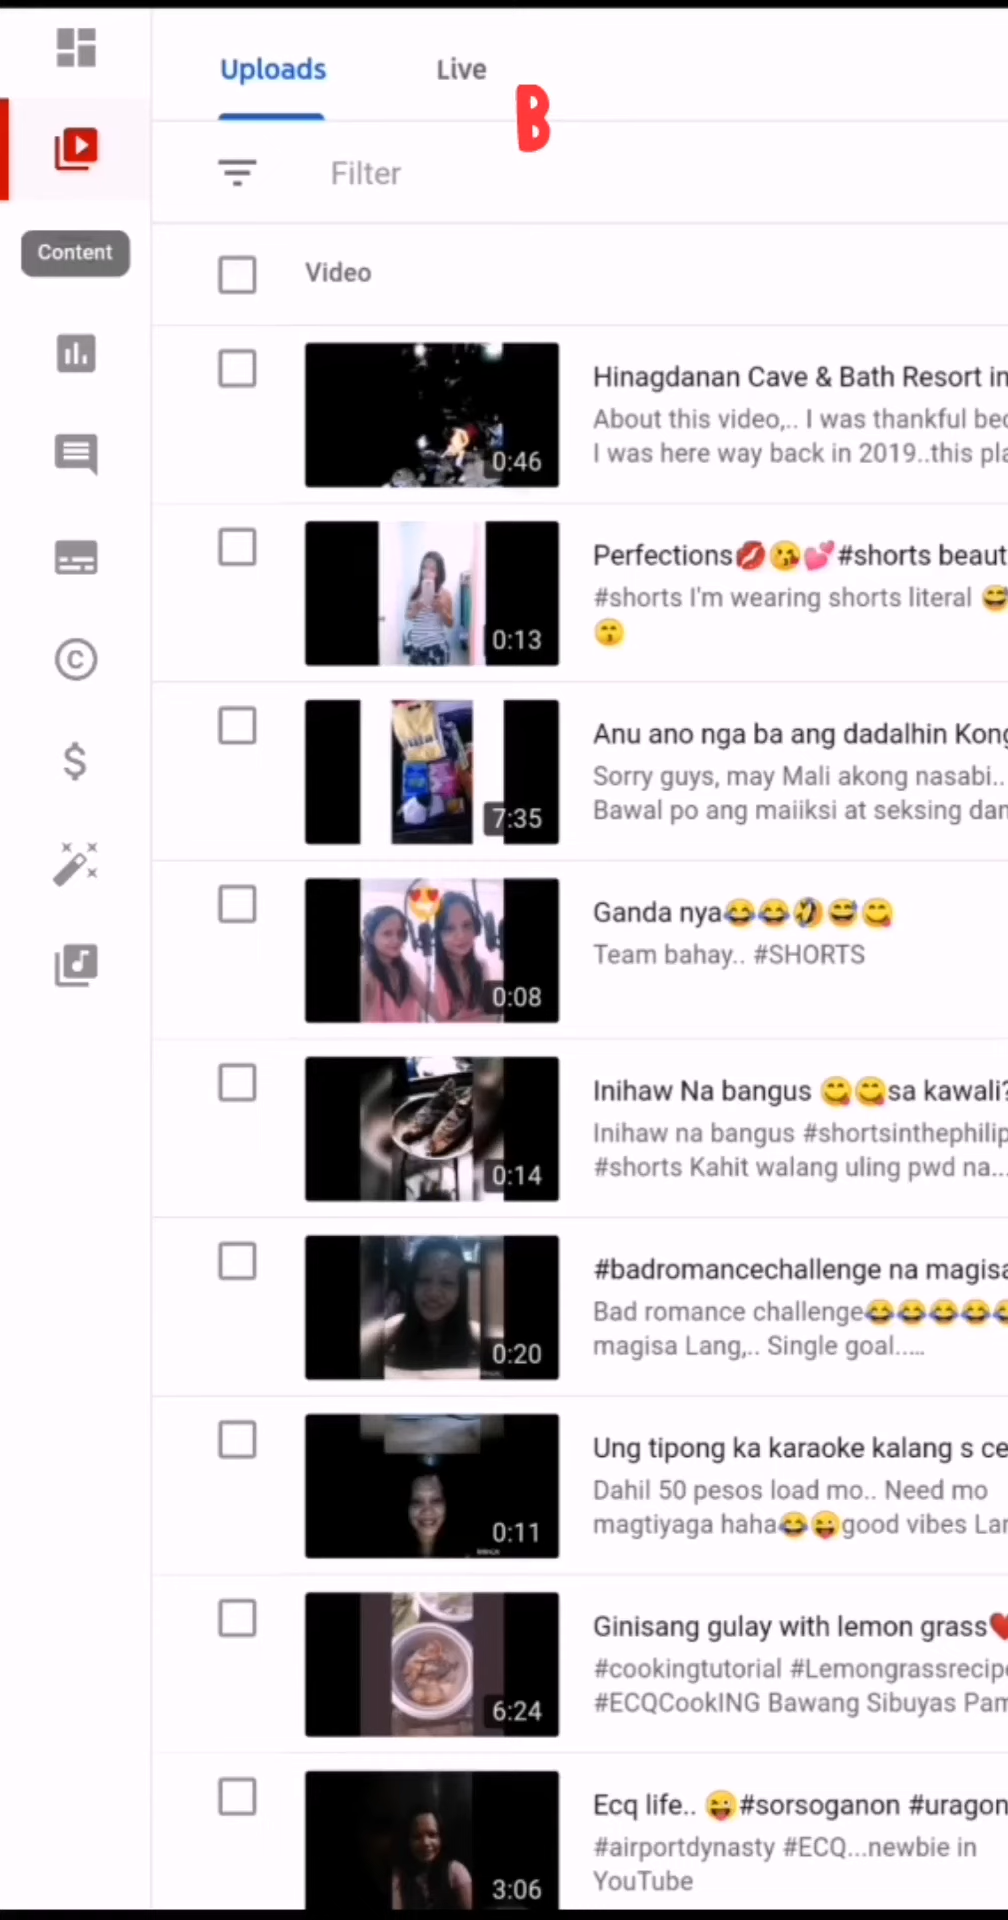 Uploads Live
B
Filter
Content
Video
0:46
Hinagdanan Cave & Bath Resort in
About this video,.. I was thankful bec
I was here way back in 2019..this pla
0:13
Perfections💋😘💕#shorts beaut
#shorts I'm wearing shorts literal 😅
😙
7:35
Anu ano nga ba ang dadalhin Kong
Sorry guys, may Mali akong nasabi..
Bawal po ang maiiksi at seksing dam
0:08
Ganda nya😂😂🤣😅😋
Team bahay.. #SHORTS
0:14
Inihaw Na bangus 😋😋sa kawali?
Inihaw na bangus #shortsinthephilip
#shorts Kahit walang uling pwd na...
0:20
#badromancechallenge na magisa
Bad romance challenge😂😂😂😂😂
magisa Lang,.. Single goal.....
0:11
Ung tipong ka karaoke kalang s ce
Dahil 50 pesos load mo.. Need mo
magtiyaga haha😂😜good vibes Lan
6:24
Ginisang gulay with lemon grass❤
#cookingtutorial #Lemongrassrecipe
#ECQCookING Bawang Sibuyas Pam
3:06
Ecq life.. 😜#sorsoganon #uragon
#airportdynasty #ECQ...newbie in
YouTube